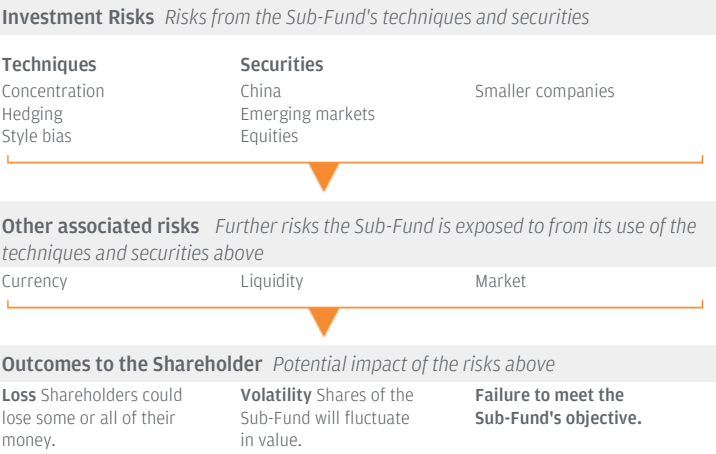 Investment Risks Risks from the Sub-Fund's techniques and securities
Techniques
Concentration
Hedging
Style bias
Securities
China
Emerging markets
Equities
Smaller companies
Other associated risks Further risks the Sub-Fund is exposed to from its use of the
techniques and securities above
Currency
Liquidity
Market
Outcomes to the Shareholder Potential impact of the risks above
Loss Shareholders could
lose some or all of their
money.
Volatility Shares of the
Sub-Fund will fluctuate
in value.
Failure to meet the
Sub-Fund's objective.